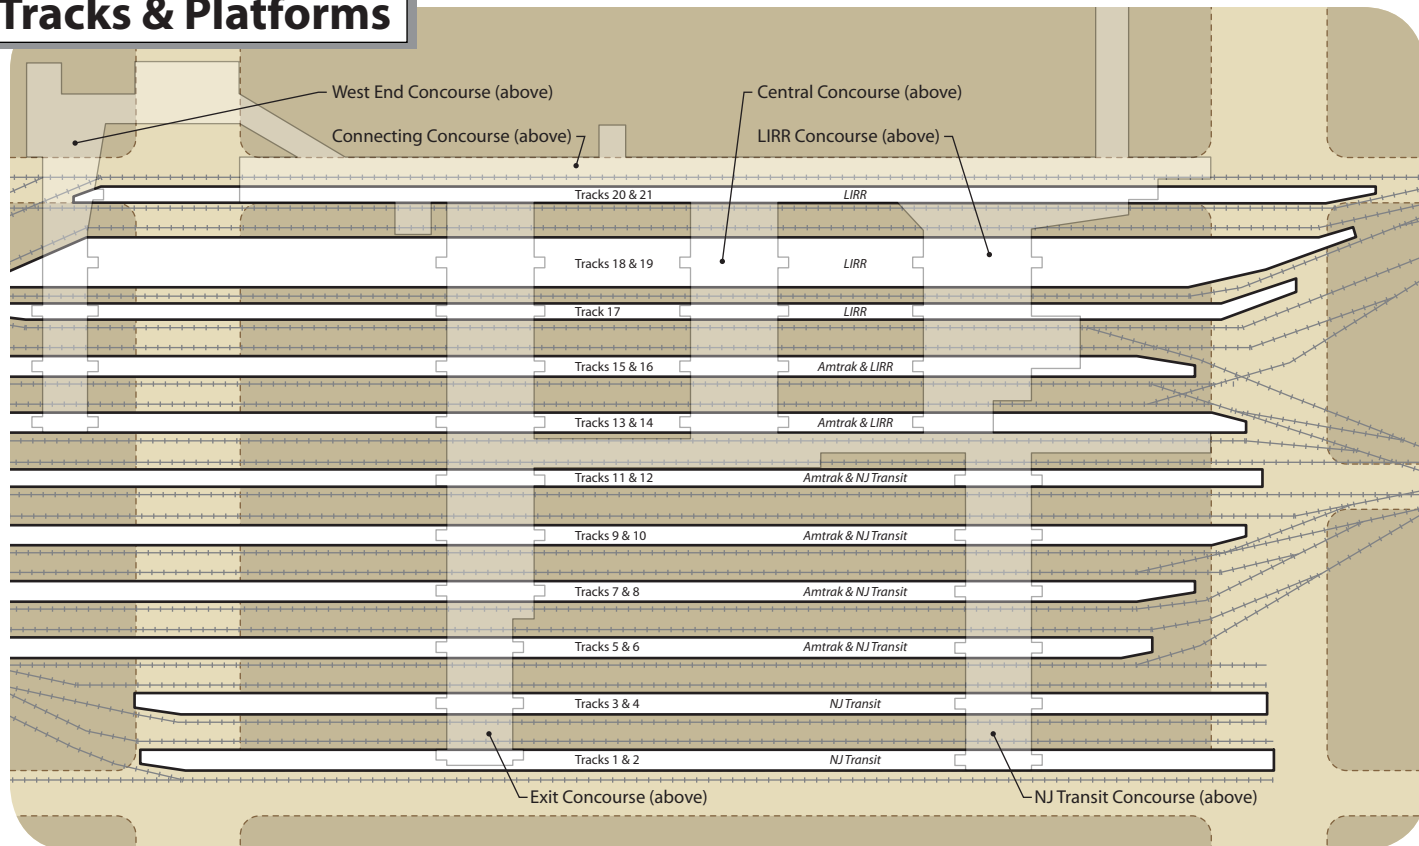 Tracks & Platforms
West End Concourse (above)
Central Concourse (above)
Connecting Concourse (above)
LIRR Concourse (above)
Tracks 20 & 21 LIRR
Tracks 18 & 19 LIRR
Track 17 LIRR
Tracks 15 & 16 Amtrak & LIRR
Tracks 13 & 14 Amtrak & LIRR
Tracks 11 & 12 Amtrak & NJ Transit
Tracks 9 & 10 Amtrak & NJ Transit
Tracks 7 & 8 Amtrak & NJ Transit
Tracks 5 & 6 Amtrak & NJ Transit
Tracks 3 & 4 NJ Transit
Tracks 1 & 2 NJ Transit
Exit Concourse (above)
NJ Transit Concourse (above)